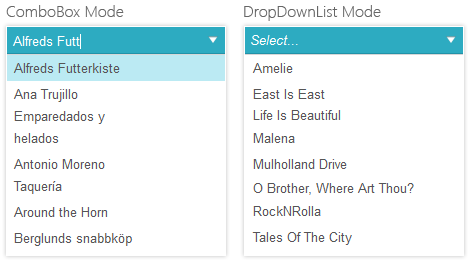 ComboBox Mode
Alfreds Futt
Alfreds Futterkiste
Ana Trujillo
Emparedados y
helados
Antonio Moreno
Taquería
Around the Horn
Berglunds snabbköp
DropDownList Mode
Select...
Amelie
East Is East
Life Is Beautiful
Malena
Mulholland Drive
O Brother, Where Art Thou?
RocknRolla
Tales Of The City